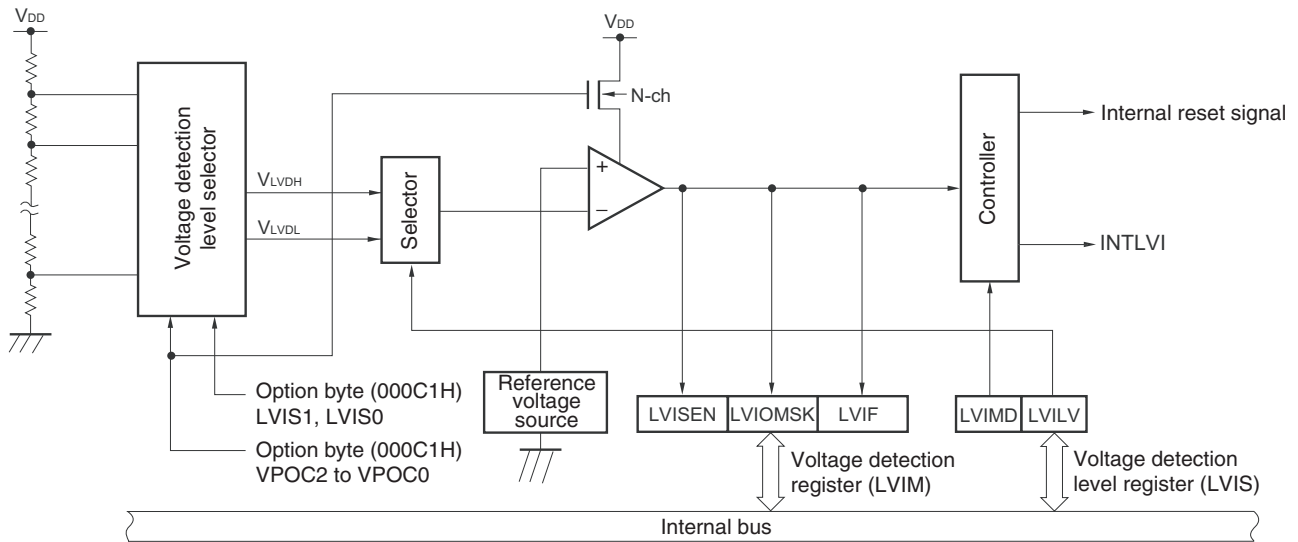 VDD
VDD
N-ch
Voltage detection
level selector
VLVDH
VLVDL
Selector
+
−
Controller
Internal reset signal
INTLVI
Option byte (000C1H)
LVIS1, LVIS0
Option byte (000C1H)
VPOC2 to VPOC0
Reference
voltage
source
LVISEN
LVIOMSK
LVIF
LVIMD
LVILV
Voltage detection
register (LVIM)
Voltage detection
level register (LVIS)
Internal bus